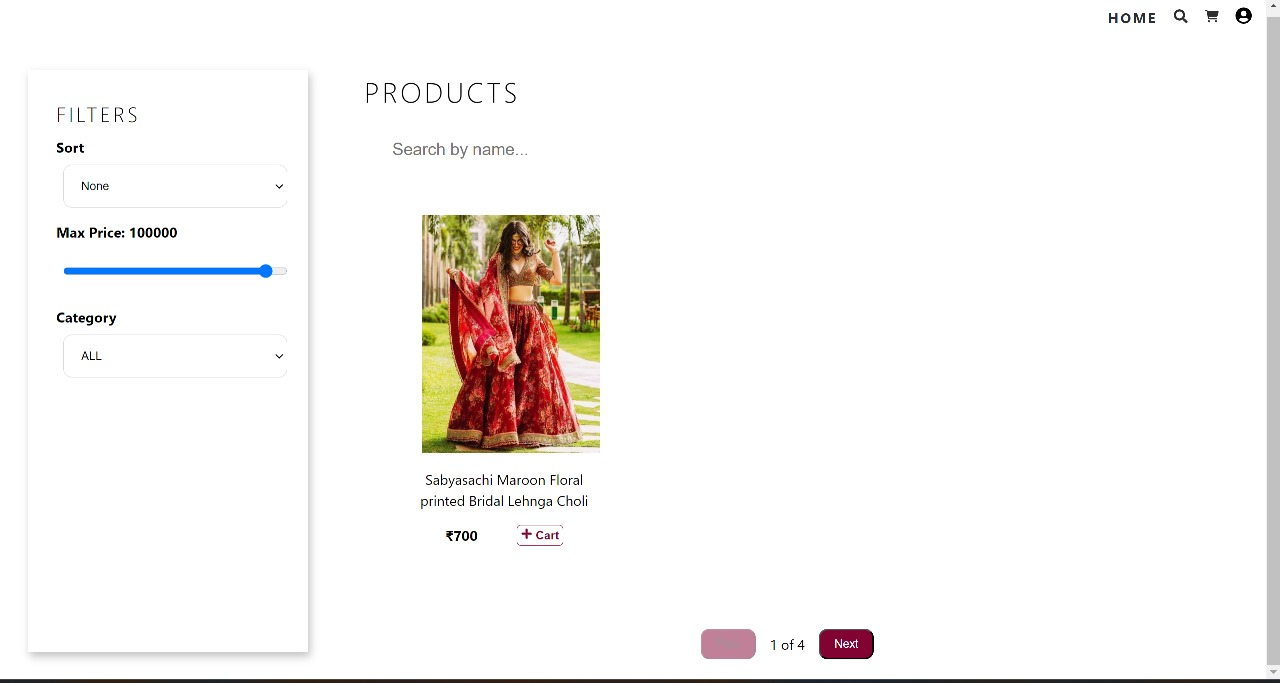 HOME
FILTERS
Sort
None
Max Price: 100000
Category
ALL
PRODUCTS
Search by name...
Sabyasachi Maroon Floral
printed Bridal Lehnga Choli
₹700
+ Cart
1 of 4
Next